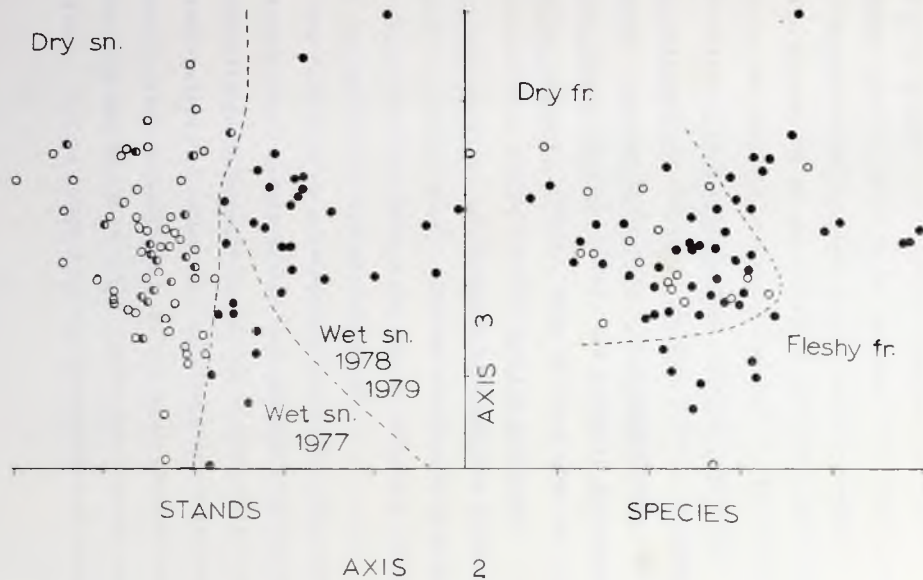 Dry sn.
Dry fr.
Wet sn.
1978
1979
Wet sn.
1977
AXIS 3
Fleshy fr.
STANDS
SPECIES
AXIS 2